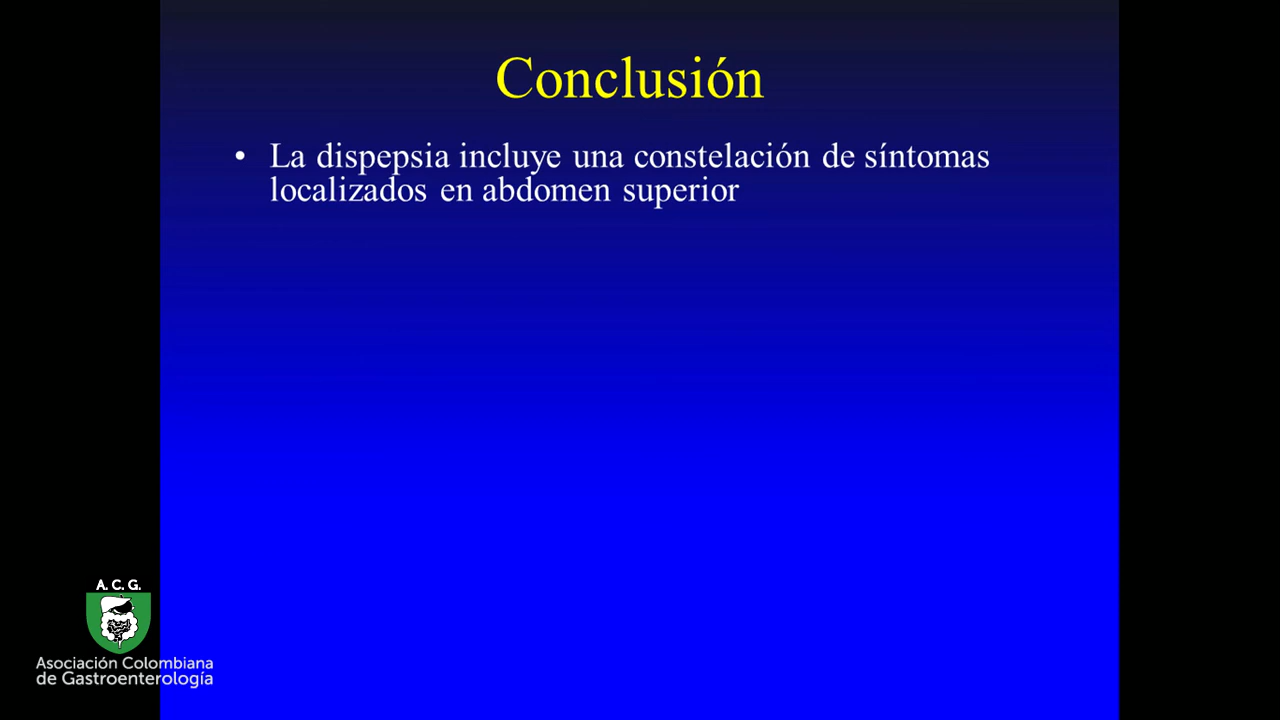 Conclusión
• La dispepsia incluye una constelación de síntomas
localizados en abdomen superior
A. C. G.
Asociación Colombiana
de Gastroenterología